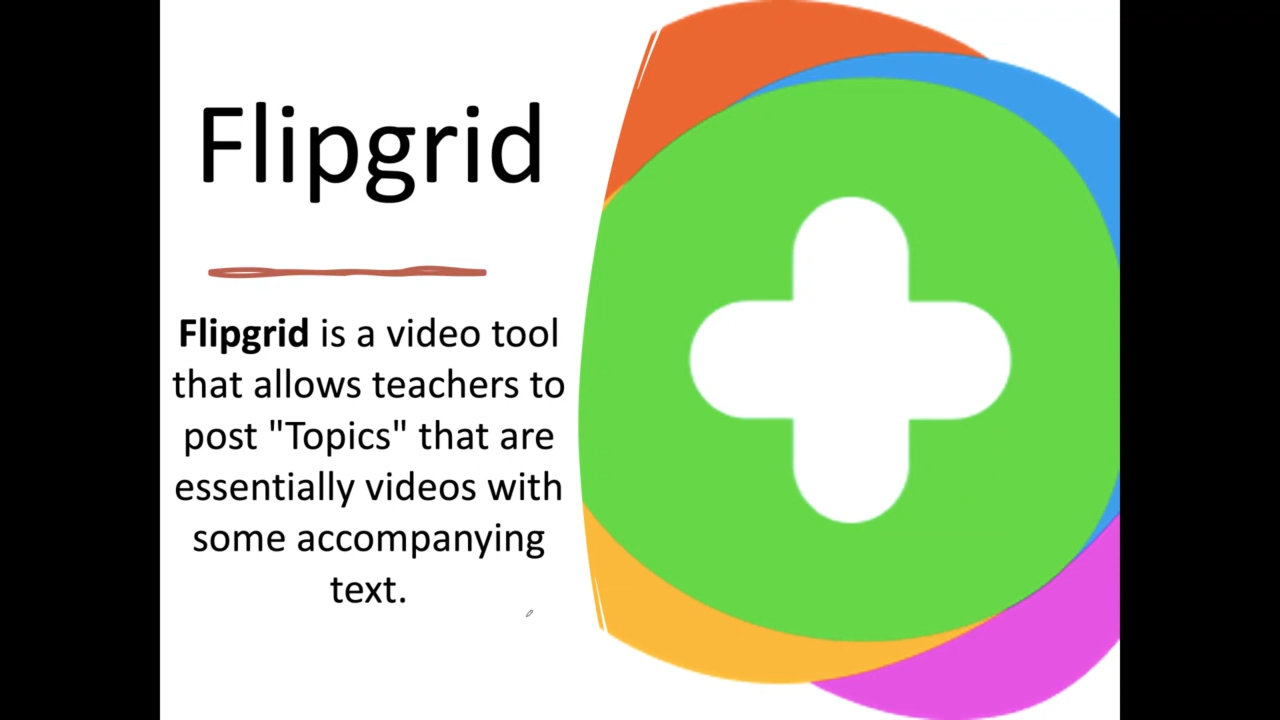 Flipgrid
Flipgrid is a video tool
that allows teachers to
post "Topics" that are
essentially videos with
some accompanying
text.